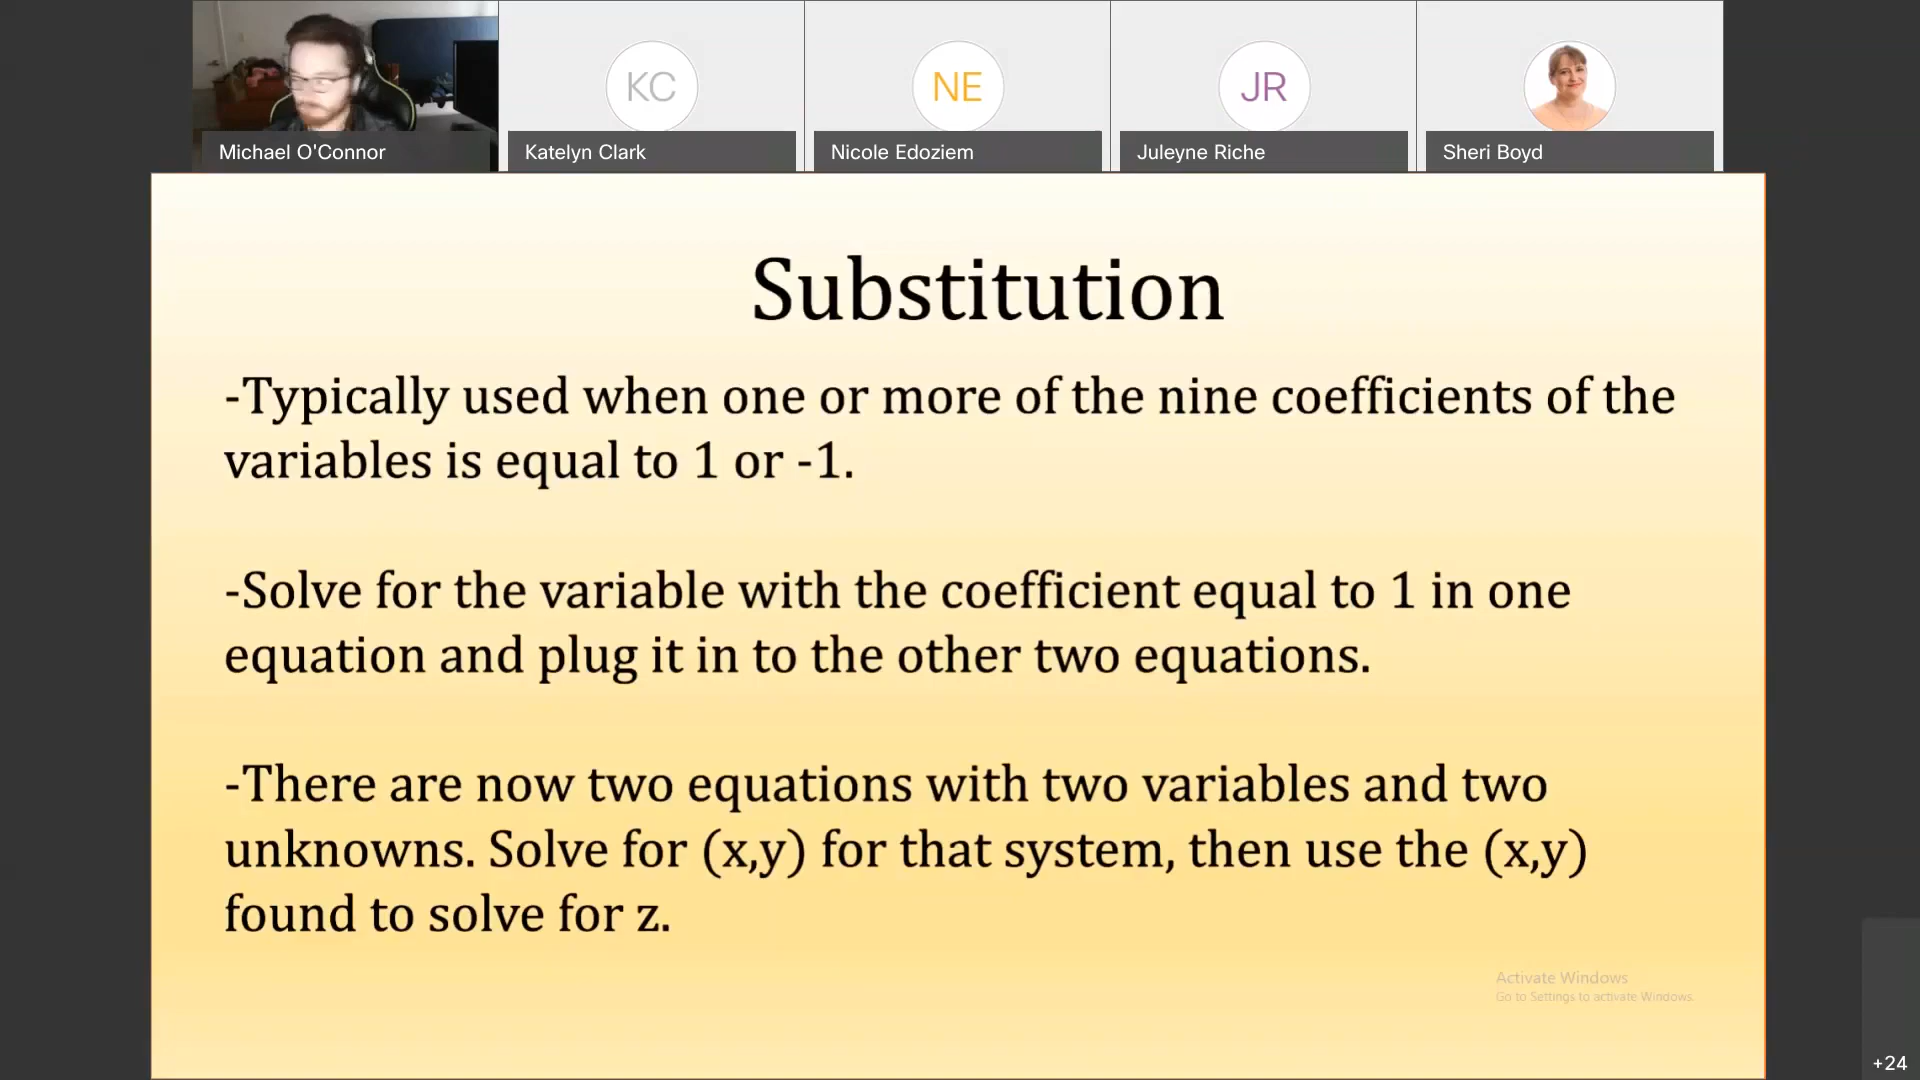 KC
NE
JR
Michael O'Connor
Katelyn Clark
Nicole Edoziem
Juleyne Riche
Sheri Boyd
Substitution
-Typically used when one or more of the nine coefficients of the
variables is equal to 1 or -1.
-Solve for the variable with the coefficient equal to 1 in one
equation and plug it in to the other two equations.
-There are now two equations with two variables and two
unknowns. Solve for (x,y) for that system, then use the (x,y)
found to solve for z.
Activate Windows
Go to Settings to activate Windows.
+24